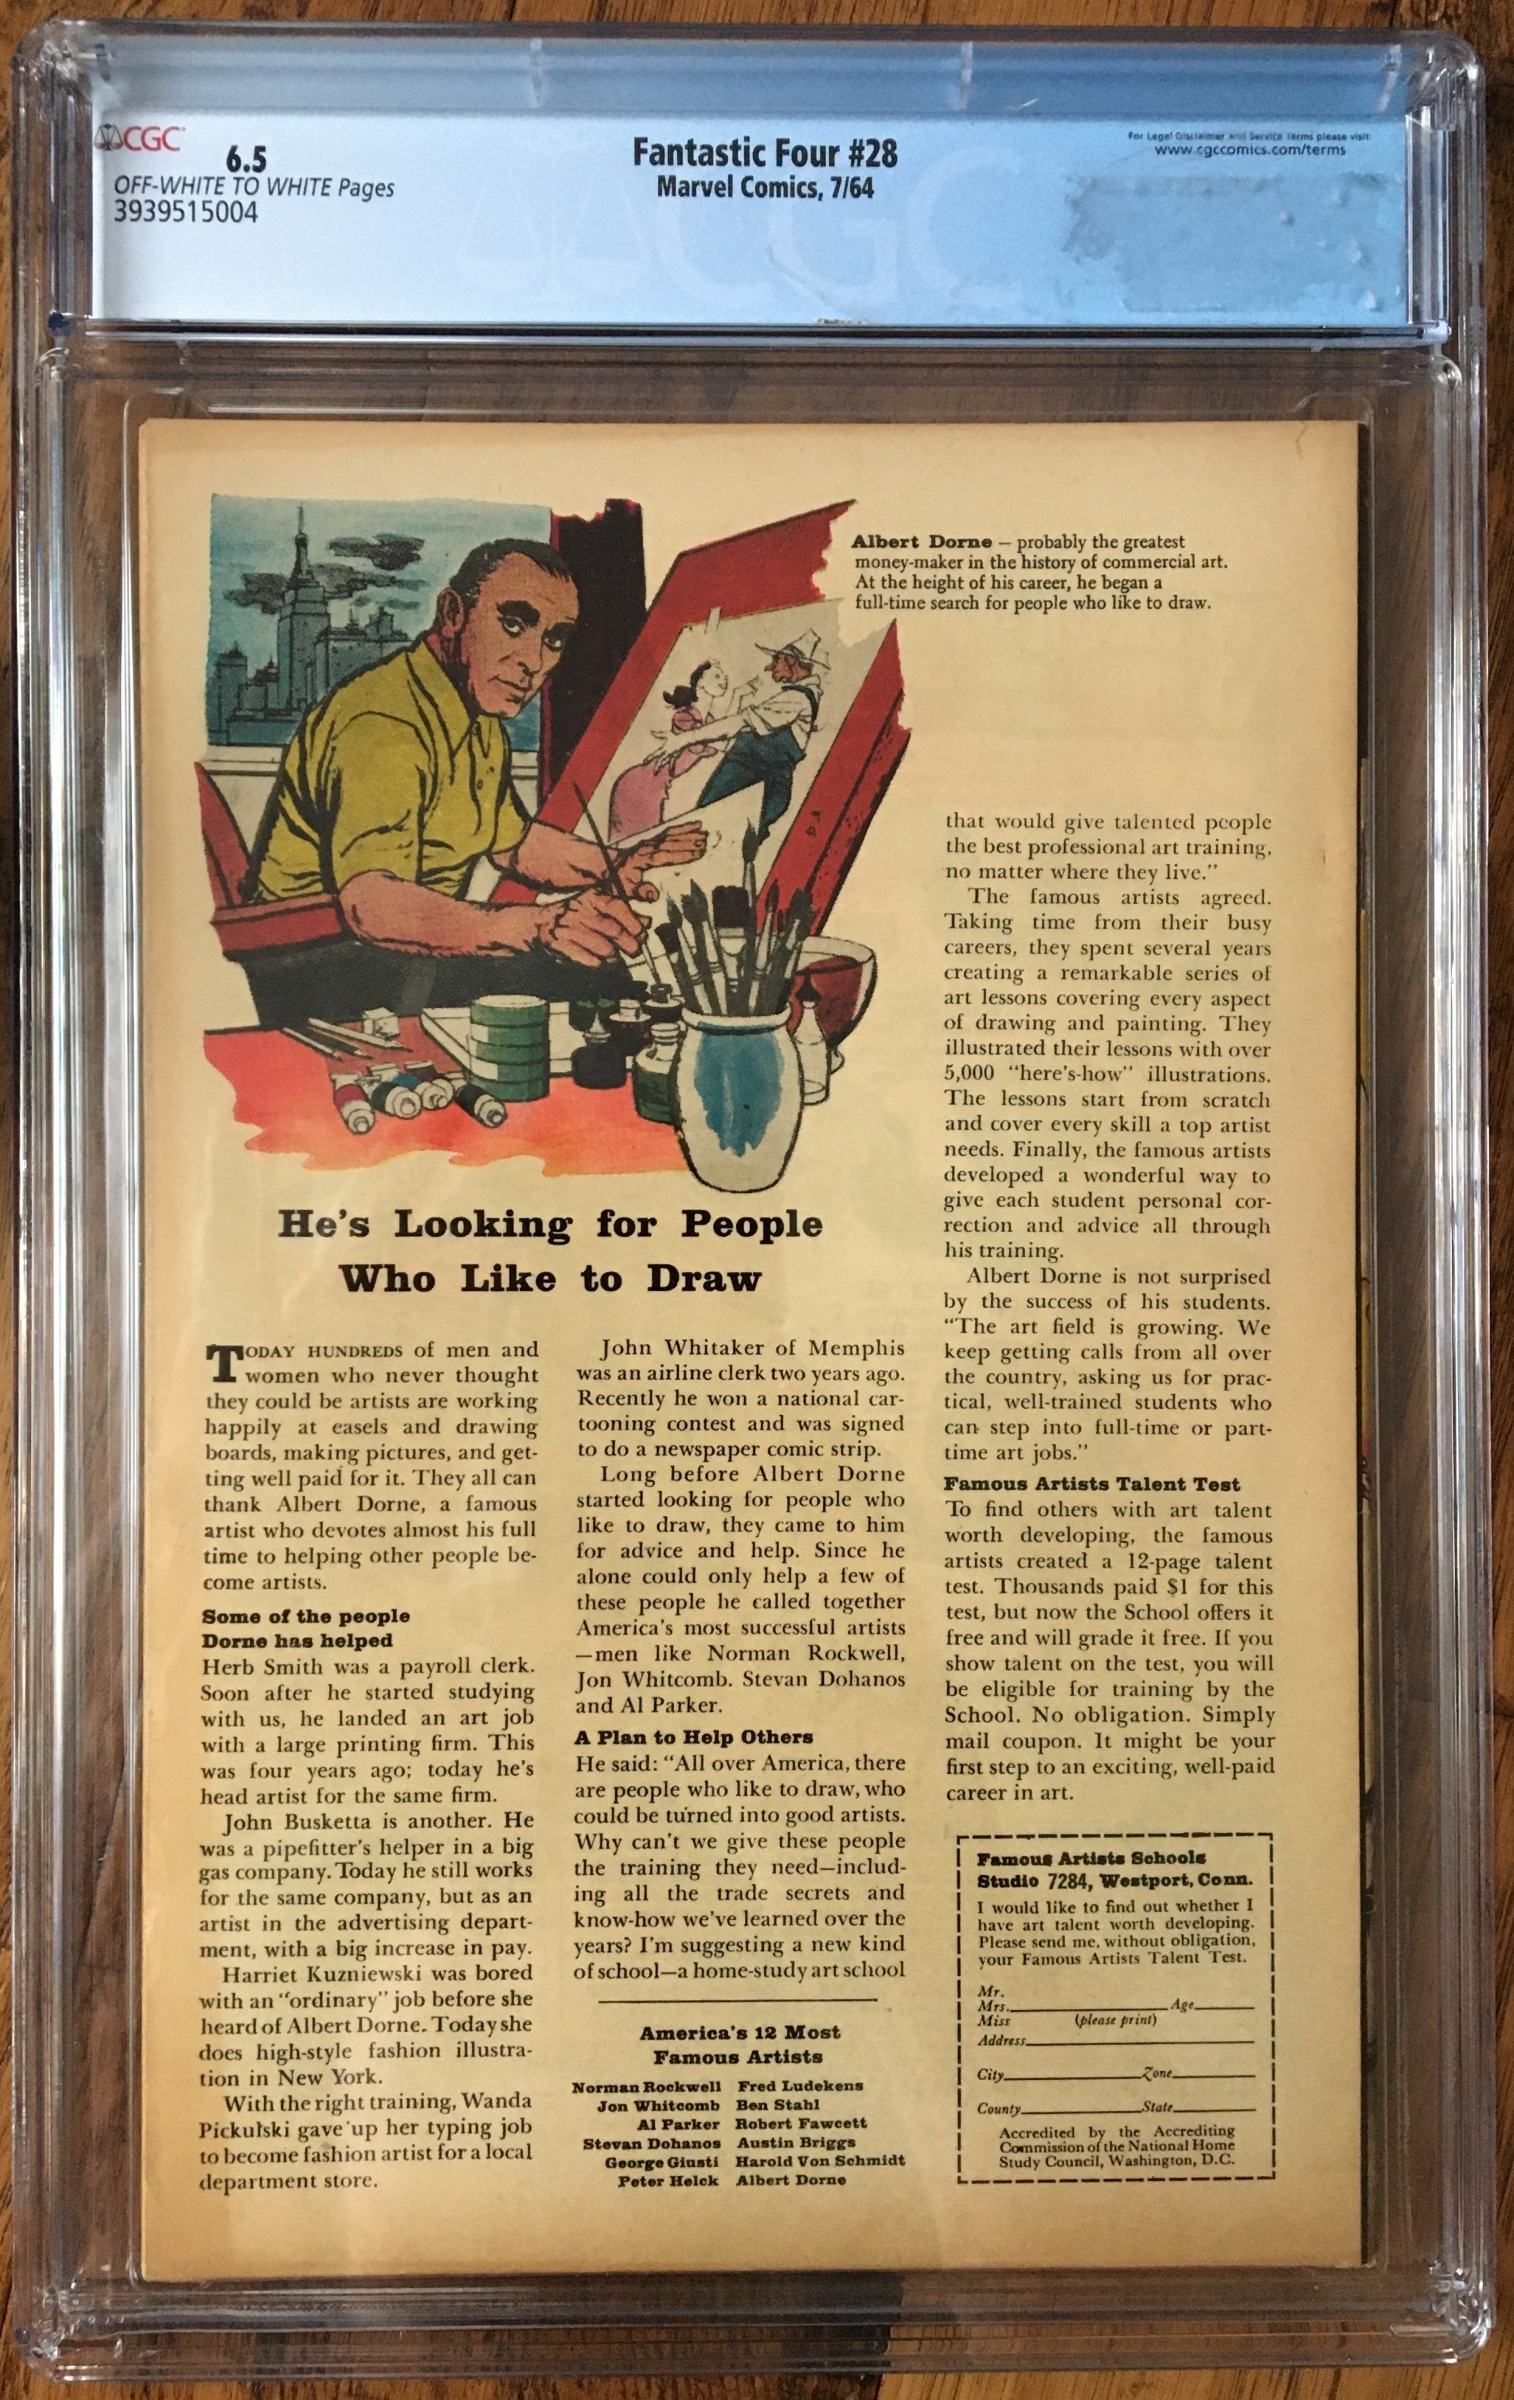 CGC
6.5
OFF-WHITE TO WHITE Pages
3939515004
Fantastic Four #28
Marvel Comics, 7/64
For Legal Disclaimer and Service Terms please visit:
www.cgccomics.com/terms
Albert Dorne — probably the greatest
money-maker in the history of commercial art.
At the height of his career, he began a
full-time search for people who like to draw.
He's Looking for People
Who Like to Draw
TODAY HUNDREDS of men and
women who never thought
they could be artists are working
happily at easels and drawing
boards, making pictures, and get-
ting well paid for it. They all can
thank Albert Dorne, a famous
artist who devotes almost his full
time to helping other people be-
come artists.
Some of the people
Dorne has helped
Herb Smith was a payroll clerk.
Soon after he started studying
with us, he landed an art job
with a large printing firm. This
was four years ago; today he's
head artist for the same firm.
John Busketta is another. He
was a pipefitter's helper in a big
gas company. Today he still works
for the same company, but as an
artist in the advertising depart-
ment, with a big increase in pay.
Harriet Kuzniewski was bored
with an "ordinary" job before she
heard of Albert Dorne. Today she
does high-style fashion illustra-
tion in New York.
With the right training, Wanda
Pickulski gave up her typing job
to become fashion artist for a local
department store.
John Whitaker of Memphis
was an airline clerk two years ago.
Recently he won a national car-
tooning contest and was signed
to do a newspaper comic strip.
Long before Albert Dorne
started looking for people who
like to draw, they came to him
for advice and help. Since he
alone could only help a few of
these people he called together
America's most successful artists
—men like Norman Rockwell,
Jon Whitcomb. Stevan Dohanos
and Al Parker.
A Plan to Help Others
He said: "All over America, there
are people who like to draw, who
could be turned into good artists.
Why can't we give these people
the training they need—includ-
ing all the trade secrets and
know-how we've learned over the
years? I'm suggesting a new kind
of school—a home-study art school
America's 12 Most
Famous Artists
Norman Rockwell Fred Ludekens
Jon Whitcomb Ben Stahl
Al Parker Robert Fawcett
Stevan Dohanos Austin Briggs
George Giusti Harold Von Schmidt
Peter Helck Albert Dorne
that would give talented people
the best professional art training,
no matter where they live."
The famous artists agreed.
Taking time from their busy
careers, they spent several years
creating a remarkable series of
art lessons covering every aspect
of drawing and painting. They
illustrated their lessons with over
5,000 "here's-how" illustrations.
The lessons start from scratch
and cover every skill a top artist
needs. Finally, the famous artists
developed a wonderful way to
give each student personal cor-
rection and advice all through
his training.
Albert Dorne is not surprised
by the success of his students.
"The art field is growing. We
keep getting calls from all over
the country, asking us for prac-
tical, well-trained students who
can step into full-time or part-
time art jobs."
Famous Artists Talent Test
To find others with art talent
worth developing, the famous
artists created a 12-page talent
test. Thousands paid $1 for this
test, but now the School offers it
free and will grade it free. If you
show talent on the test, you will
be eligible for training by the
School. No obligation. Simply
mail coupon. It might be your
first step to an exciting, well-paid
career in art.
Famous Artists Schools
Studio 7284, Westport, Conn.
I would like to find out whether I
have art talent worth developing.
Please send me, without obligation,
your Famous Artists Talent Test.
Mr.
Mrs. Age
Miss (please print)
Address
City Zone
County State
Accredited by the Accrediting
Commission of the National Home
Study Council, Washington, D.C.